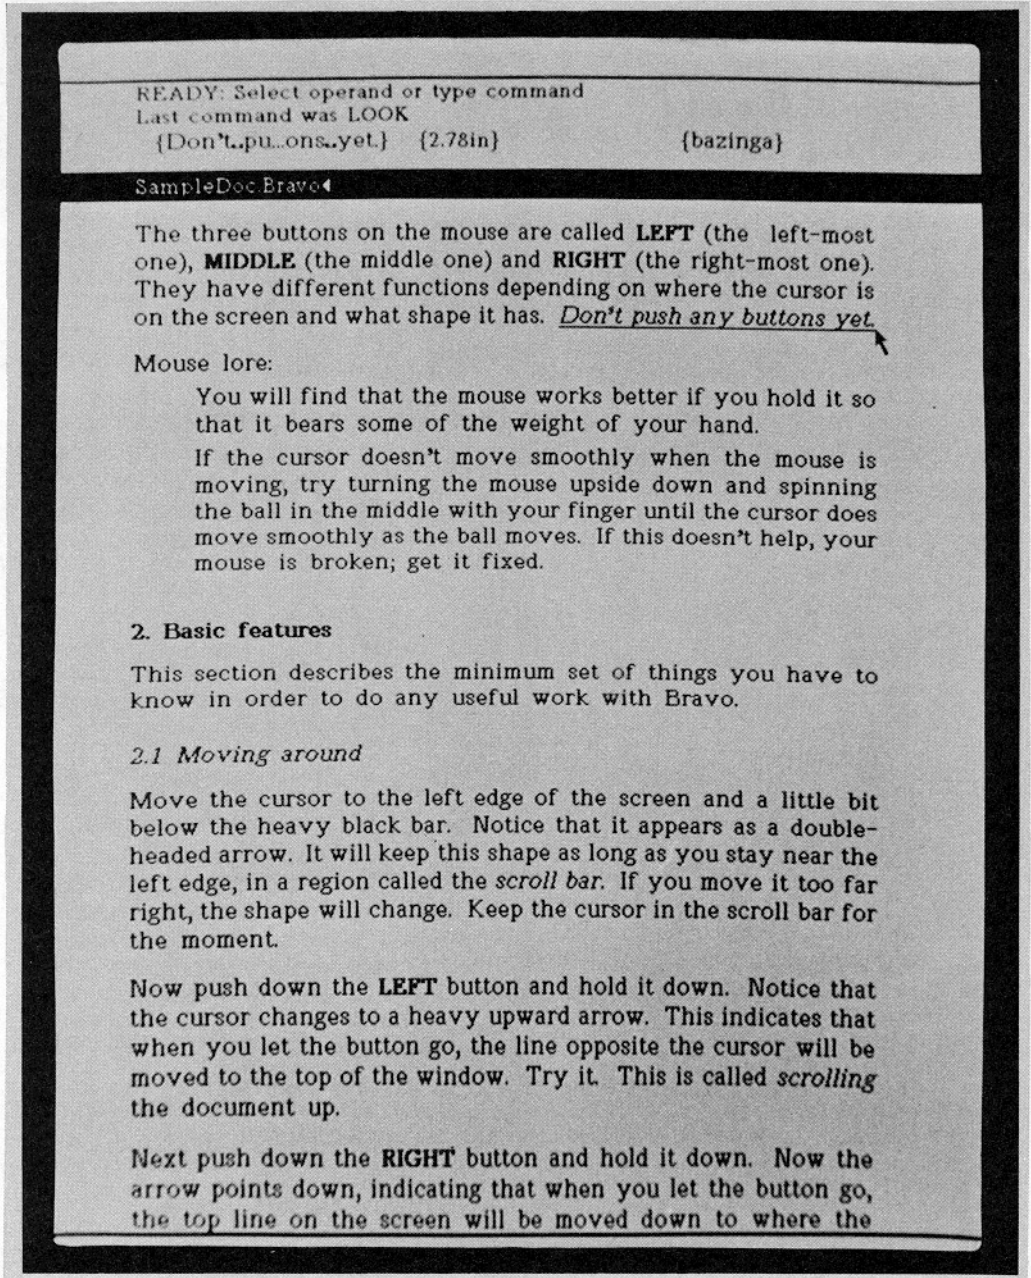 READY: Select operand or type command
Last command was LOOK
{Don't..pu...ons..yet.} {2.78in} {bazinga}
SampleDoc.Bravo
The three buttons on the mouse are called LEFT (the left-most
one), MIDDLE (the middle one) and RIGHT (the right-most one).
They have different functions depending on where the cursor is
on the screen and what shape it has. Don't push any buttons yet.
Mouse lore:
You will find that the mouse works better if you hold it so
that it bears some of the weight of your hand.
If the cursor doesn't move smoothly when the mouse is
moving, try turning the mouse upside down and spinning
the ball in the middle with your finger until the cursor does
move smoothly as the ball moves. If this doesn't help, your
mouse is broken; get it fixed.
2. Basic features
This section describes the minimum set of things you have to
know in order to do any useful work with Bravo.
2.1 Moving around
Move the cursor to the left edge of the screen and a little bit
below the heavy black bar. Notice that it appears as a double-
headed arrow. It will keep this shape as long as you stay near the
left edge, in a region called the scroll bar. If you move it too far
right, the shape will change. Keep the cursor in the scroll bar for
the moment.
Now push down the LEFT button and hold it down. Notice that
the cursor changes to a heavy upward arrow. This indicates that
when you let the button go, the line opposite the cursor will be
moved to the top of the window. Try it. This is called scrolling
the document up.
Next push down the RIGHT button and hold it down. Now the
arrow points down, indicating that when you let the button go,
the top line on the screen will be moved down to where the